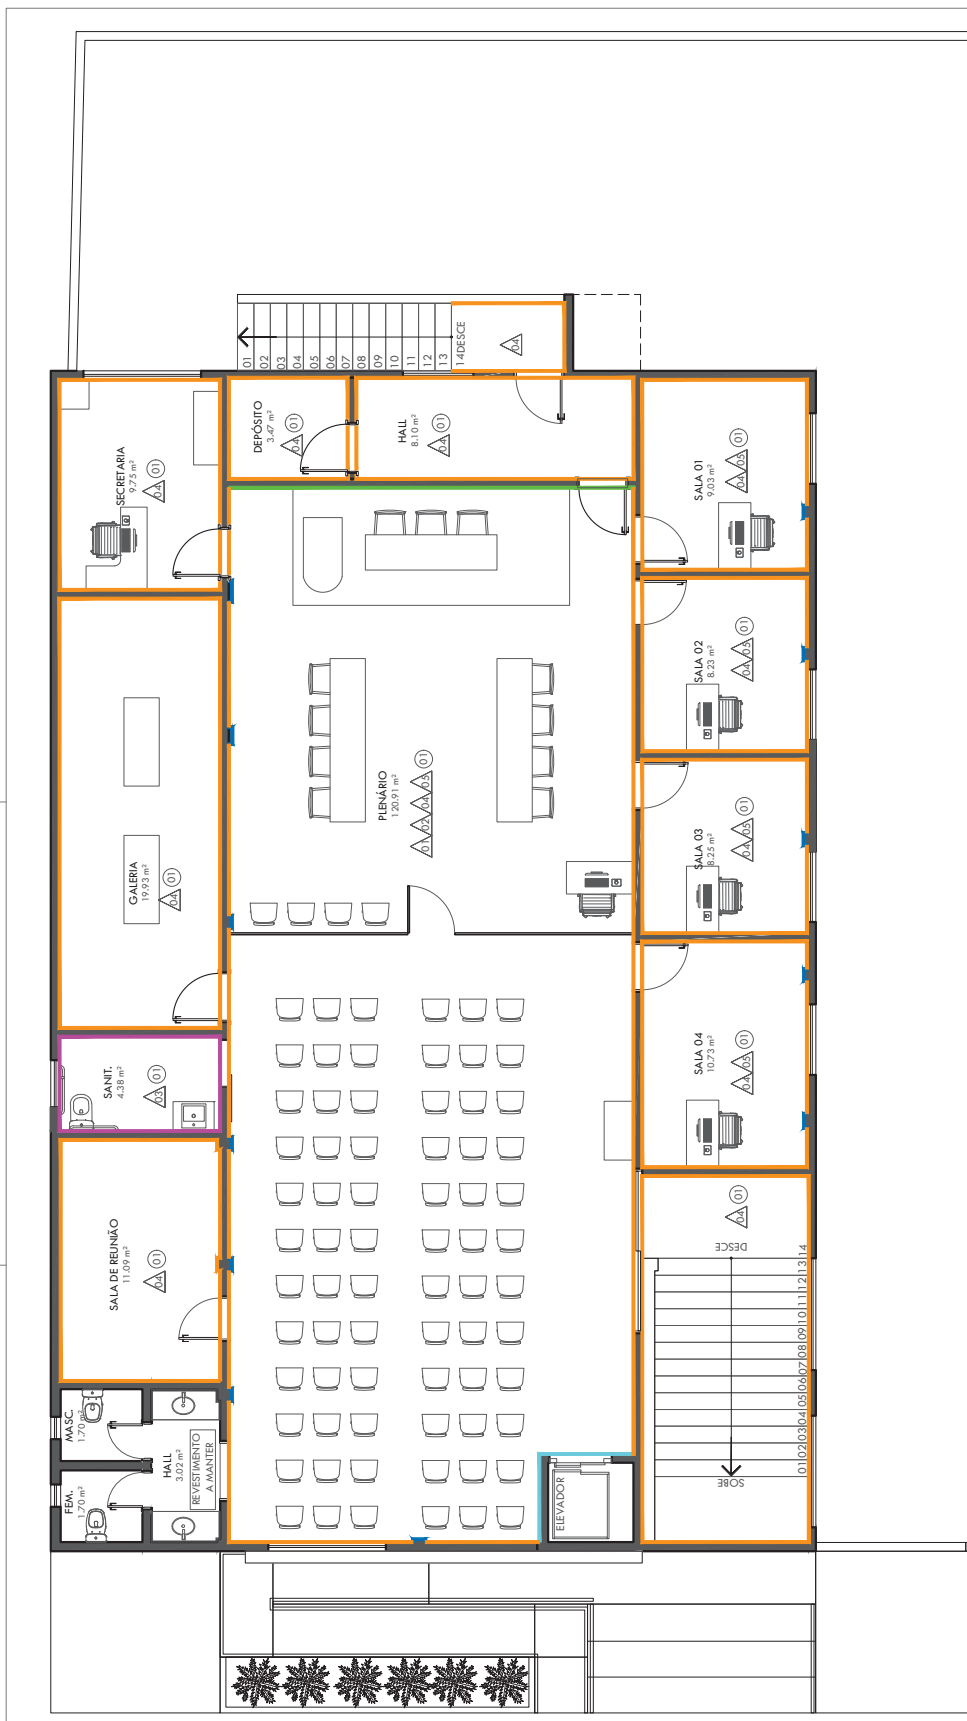 01
02
03
04
05
06
07
08
09
10
11
12
13
14DESCE
04
SECRETARIA
9.75 m²
04 01
DEPÓSITO
3.47 m²
04 01
HALL
8.10 m²
04 01
SALA 01
9.03 m²
04 05 01
SALA 02
8.23 m²
04 05 01
PLENÁRIO
120.91 m²
01 02 04 05 01
SALA 03
8.25 m²
04 05 01
GALERIA
19.93 m²
04 01
SALA 04
10.73 m²
04 05 01
SANIT.
4.38 m²
03 01
SALA DE REUNIÃO
11.09 m²
04 01
04 01
DESCE
01 02 03 04 05 06 07 08 09 10 11 12 13 14
SOBE
MASC.
1.70 m²
FEM.
1.70 m²
HALL
3.02 m²
REVESTIMENTO
A MANTER
ELEVADOR